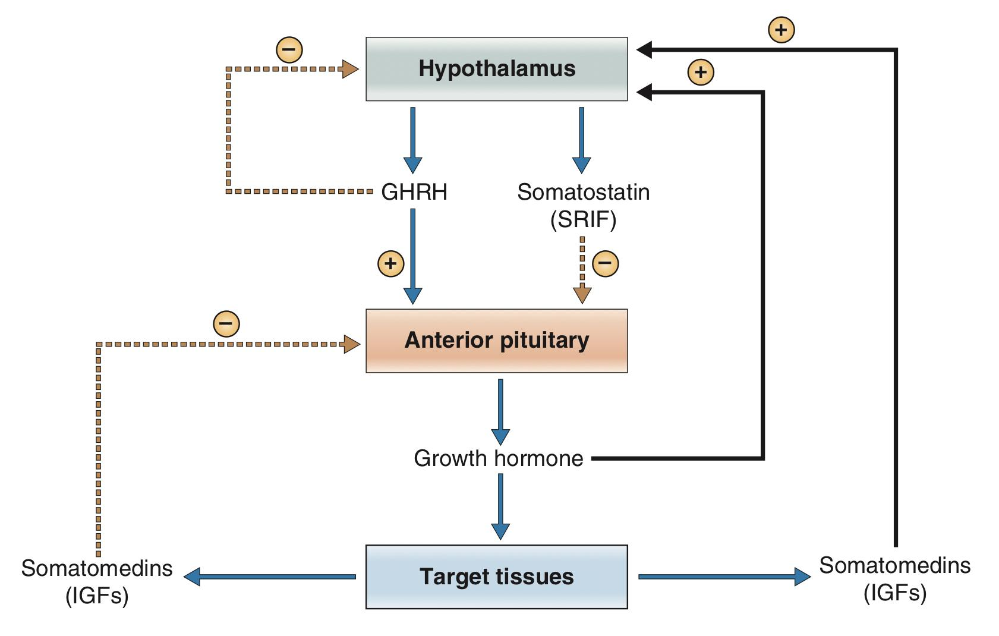 +
−
Hypothalamus
+
GHRH
Somatostatin
(SRIF)
+
−
−
Anterior pituitary
Growth hormone
Somatomedins
(IGFs)
Target tissues
Somatomedins
(IGFs)